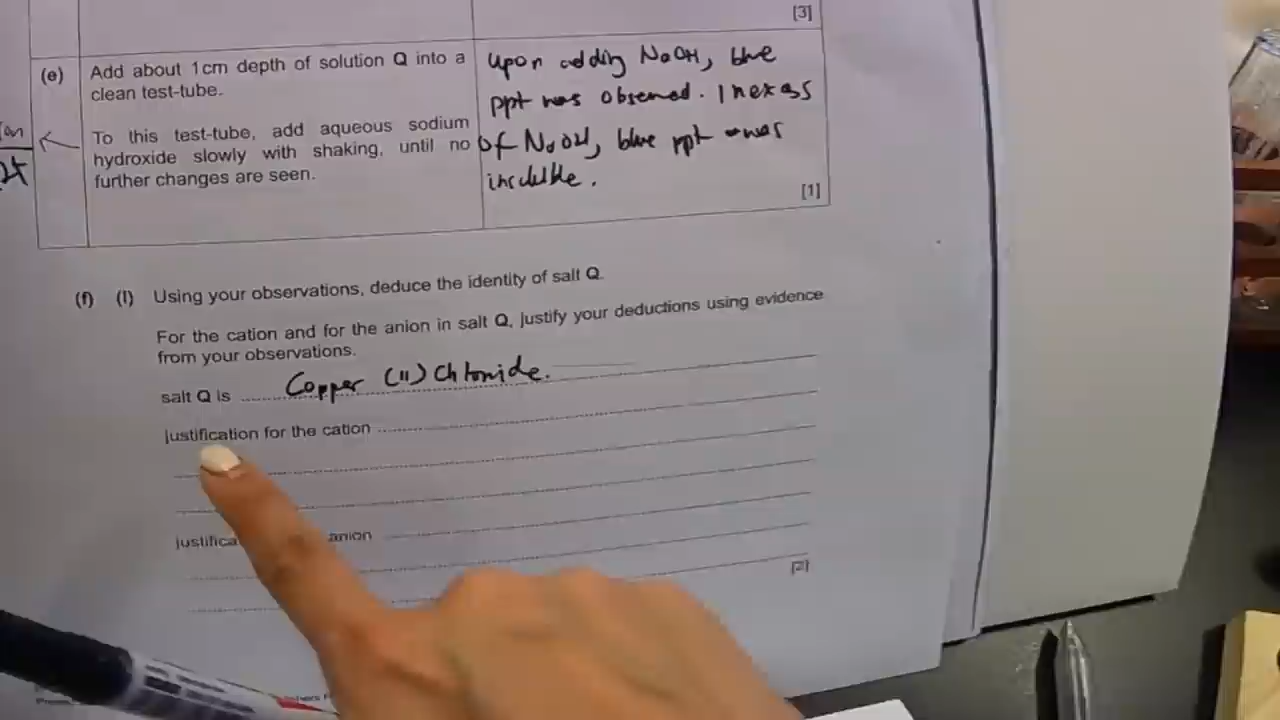 [3]
(e) Add about 1cm depth of solution Q into a
clean test-tube.
To this test-tube, add aqueous sodium
hydroxide slowly with shaking, until no
further changes are seen.
upon adding NaOH, blue
ppt was observed. Inexcess
of NaOH, blue ppt was
insoluble.
[1]
(f) (i) Using your observations, deduce the identity of salt Q.
For the cation and for the anion in salt Q, justify your deductions using evidence
from your observations.
salt Q is Copper (II) Chloride.
justification for the cation
justifica anion
[2]